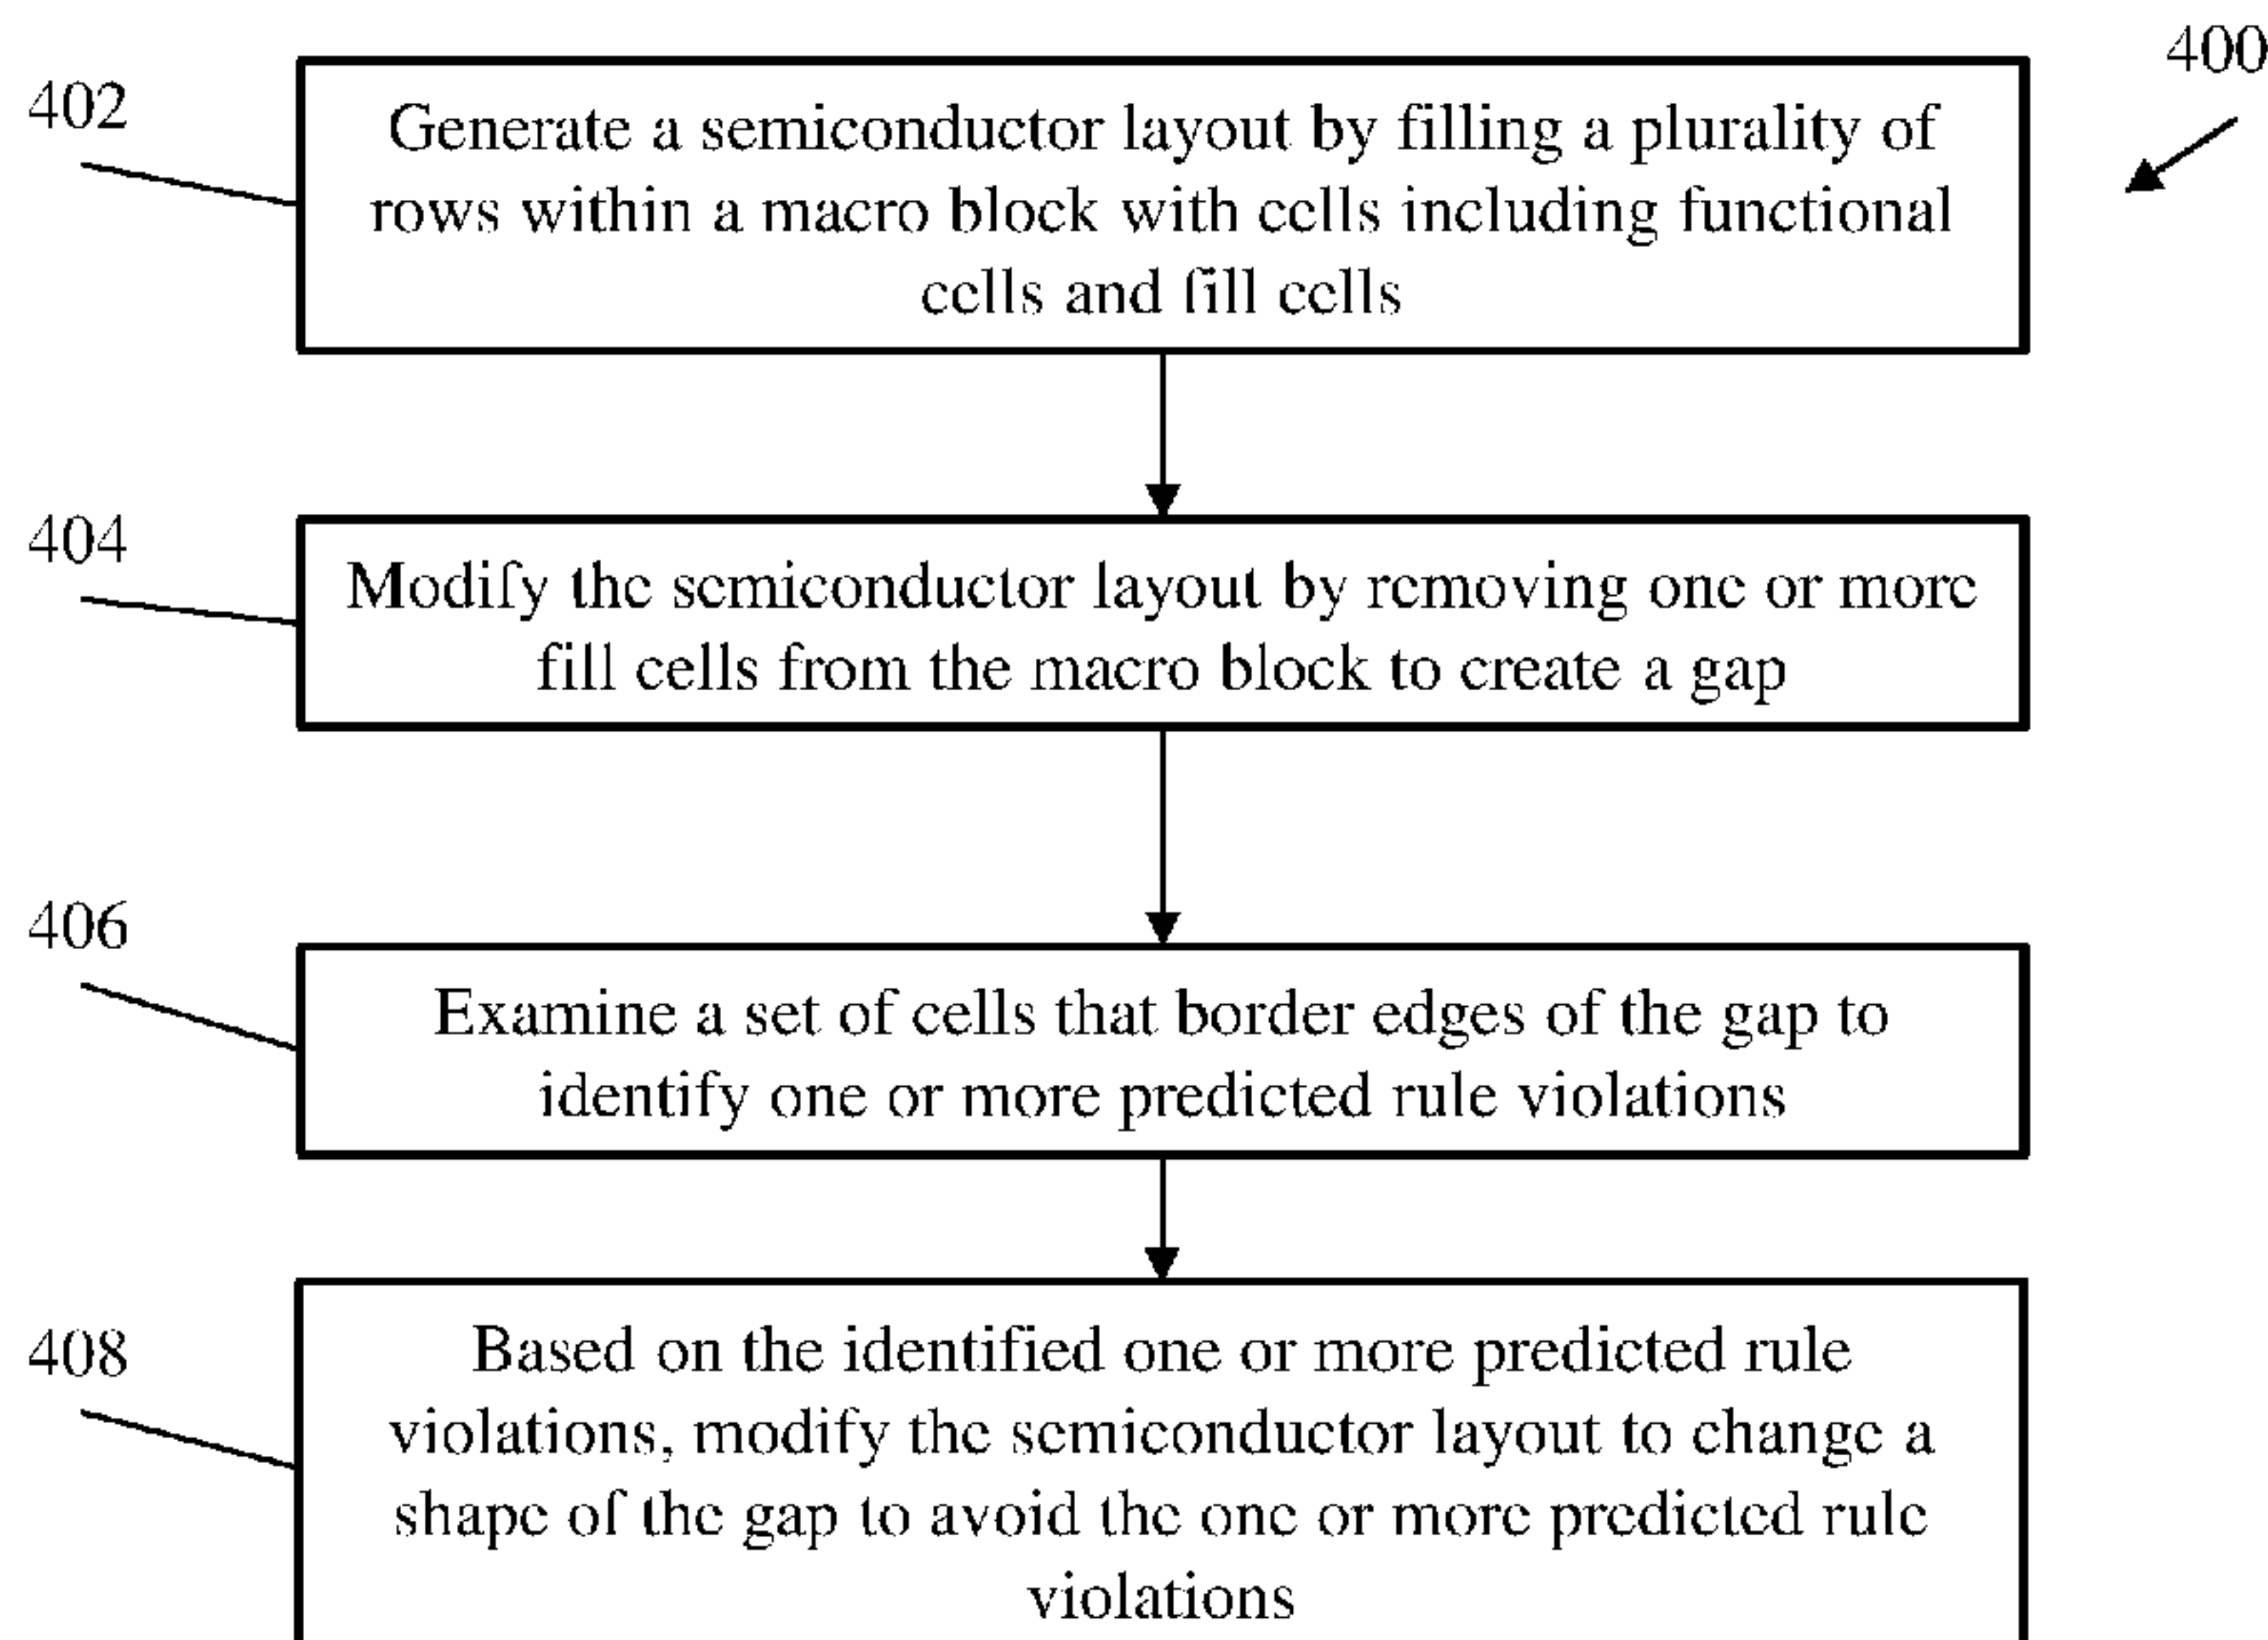 400
402
Generate a semiconductor layout by filling a plurality of
rows within a macro block with cells including functional
cells and fill cells
404
Modify the semiconductor layout by removing one or more
fill cells from the macro block to create a gap
406
Examine a set of cells that border edges of the gap to
identify one or more predicted rule violations
408
Based on the identified one or more predicted rule
violations, modify the semiconductor layout to change a
shape of the gap to avoid the one or more predicted rule
violations